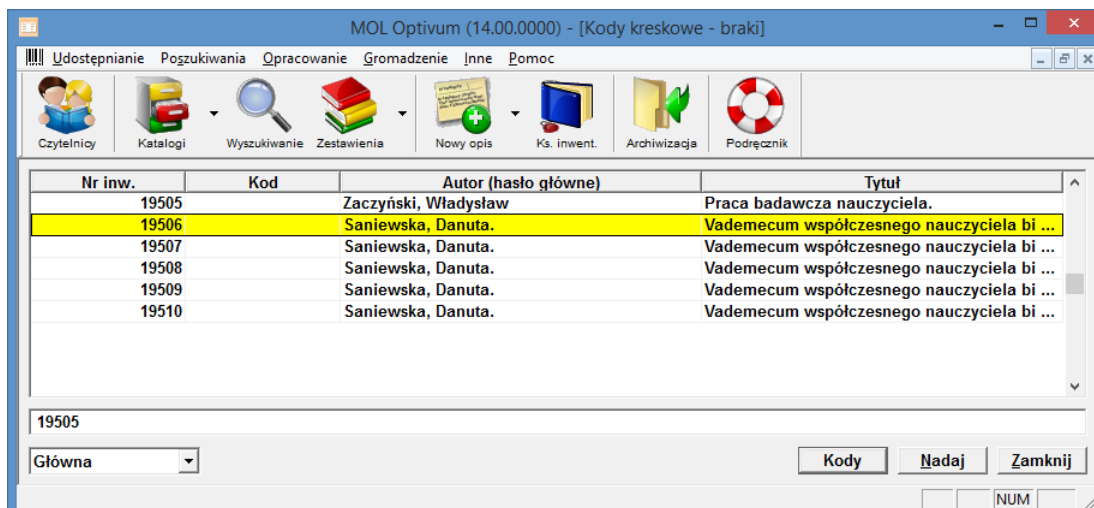 MOL Optivum (14.00.0000) - [Kody kreskowe - braki]
Udostępnianie Poszukiwania Opracowanie Gromadzenie Inne Pomoc
Czytelnicy Katalogi Wyszukiwanie Zestawienia Nowy opis Ks. inwent. Archiwizacja Podręcznik
Nr inw. Kod Autor (hasło główne) Tytuł
19505 Zaczyński, Władysław Praca badawcza nauczyciela.
19506 Saniewska, Danuta. Vademecum współczesnego nauczyciela bi ...
19507 Saniewska, Danuta. Vademecum współczesnego nauczyciela bi ...
19508 Saniewska, Danuta. Vademecum współczesnego nauczyciela bi ...
19509 Saniewska, Danuta. Vademecum współczesnego nauczyciela bi ...
19510 Saniewska, Danuta. Vademecum współczesnego nauczyciela bi ...
19505
Główna Kody Nadaj Zamknij
NUM